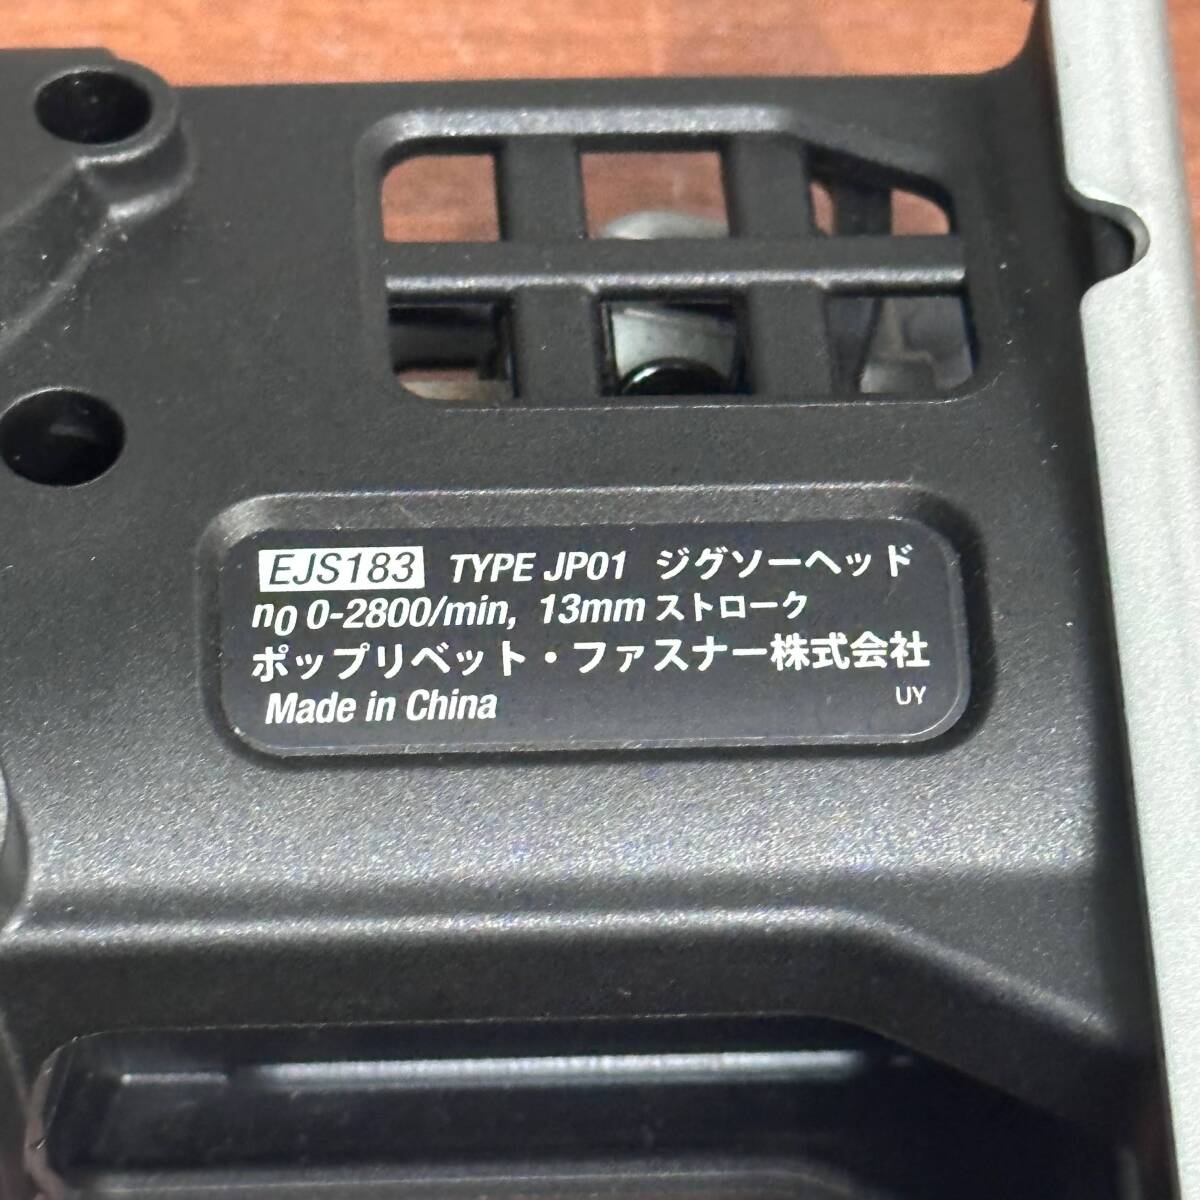 EJS183 TYPE JP01 ジグソーヘッド
n0 0-2800/min, 13mm ストローク
ポップリベット・ファスナー株式会社
Made in China UY